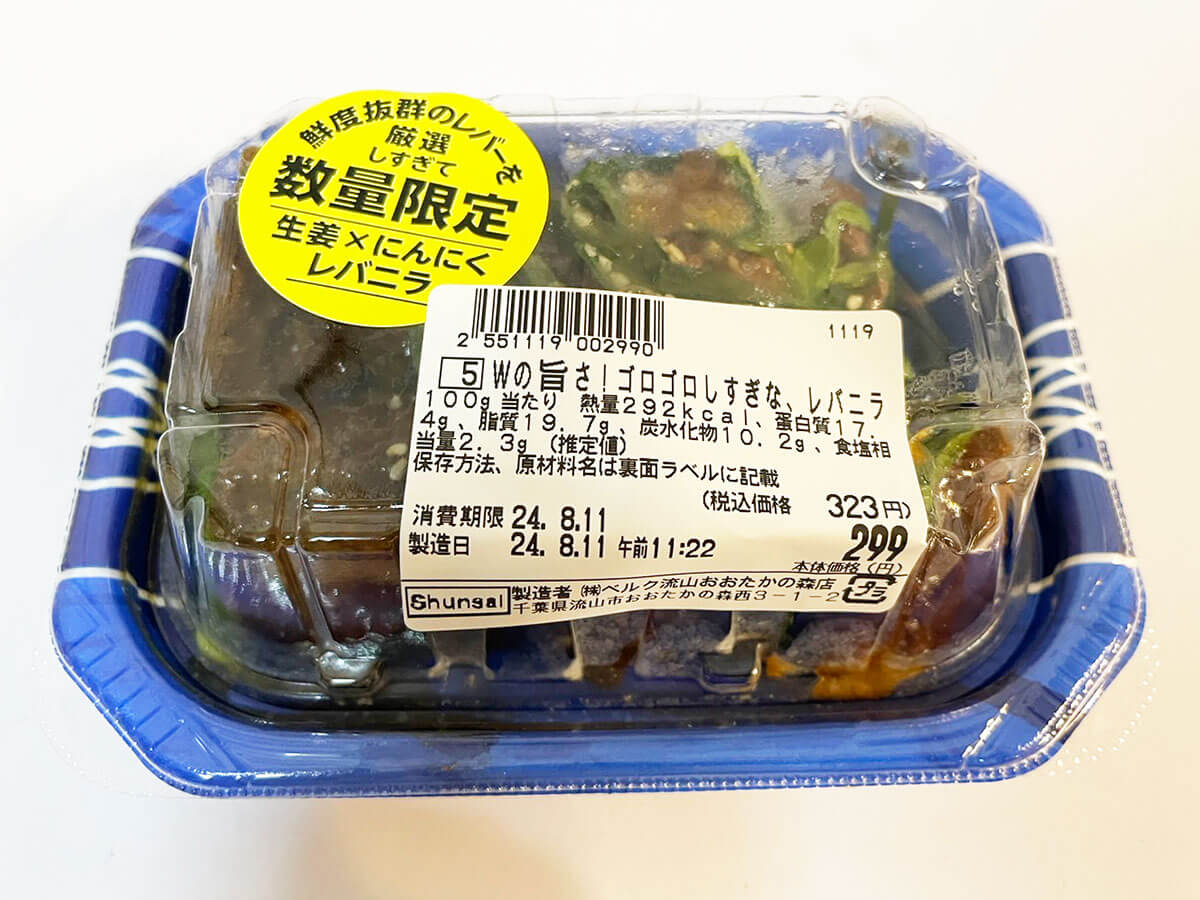 鮮度抜群のレバーを
厳選
しすぎて
数量限定
生姜×にんにく
レバニラ
1119
2 551119 002990
5 Wの旨さ!ゴロゴロしすぎな、レバニラ
100g当たり 熱量292kcal、蛋白質17.
4g、脂質19.7g、炭水化物10.2g、食塩相
当量2.3g(推定値)
保存方法、原材料名は裏面ラベルに記載
(税込価格 323円)
消費期限 24. 8.11
299
製造日 24. 8.11 午前11:22
本体価格(円)
Shunsai
製造者 ㈱ベルク流山おおたかの森店
千葉県流山市おおたかの森西3-1-2
プラ